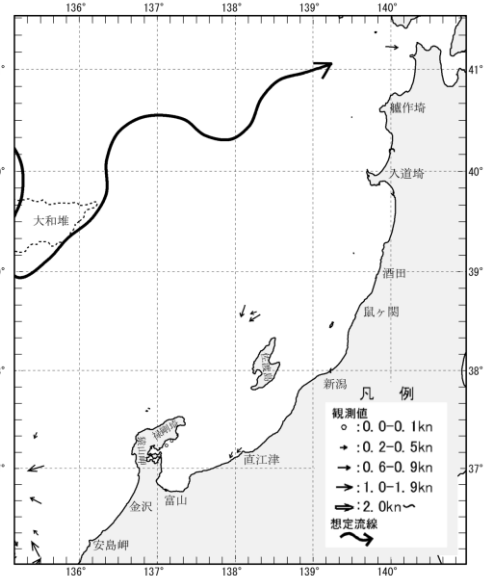 136° 137° 138° 139° 140°
41°
艫作埼
入道埼
40°
大和堆
酒田
鼠ヶ関
38°
新潟
凡 例
観測値
○ :0.0-0.1kn
:0.2-0.5kn
:0.6-0.9kn
:1.0-1.9kn
:2.0kn~
想定流線
直江津
富山
金沢
安島岬
136° 137° 138° 139° 140°